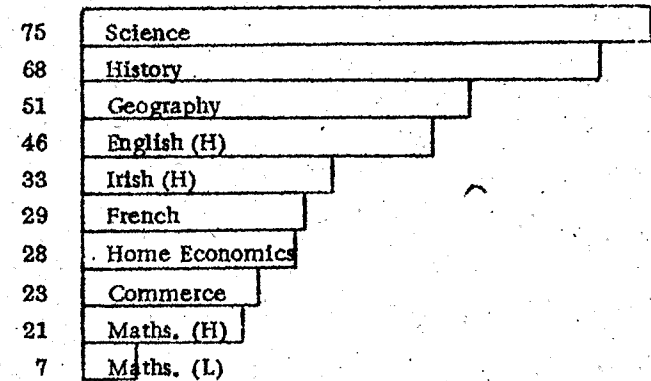 75 Science
68 History
51 Geography
46 English (H)
33 Irish (H)
29 French
28 Home Economics
23 Commerce
21 Maths. (H)
7 Maths. (L)